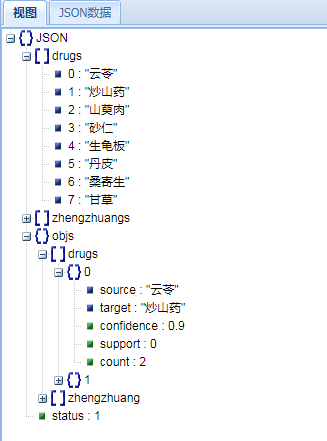 视图 JSON数据
JSON
drugs
0 : "云苓"
1 : "炒山药"
2 : "山萸肉"
3 : "砂仁"
4 : "生龟板"
5 : "丹皮"
6 : "桑寄生"
7 : "甘草"
zhengzhuangs
objs
drugs
0
source : "云苓"
target : "炒山药"
confidence : 0.9
support : 0
count : 2
1
zhengzhuang
status : 1